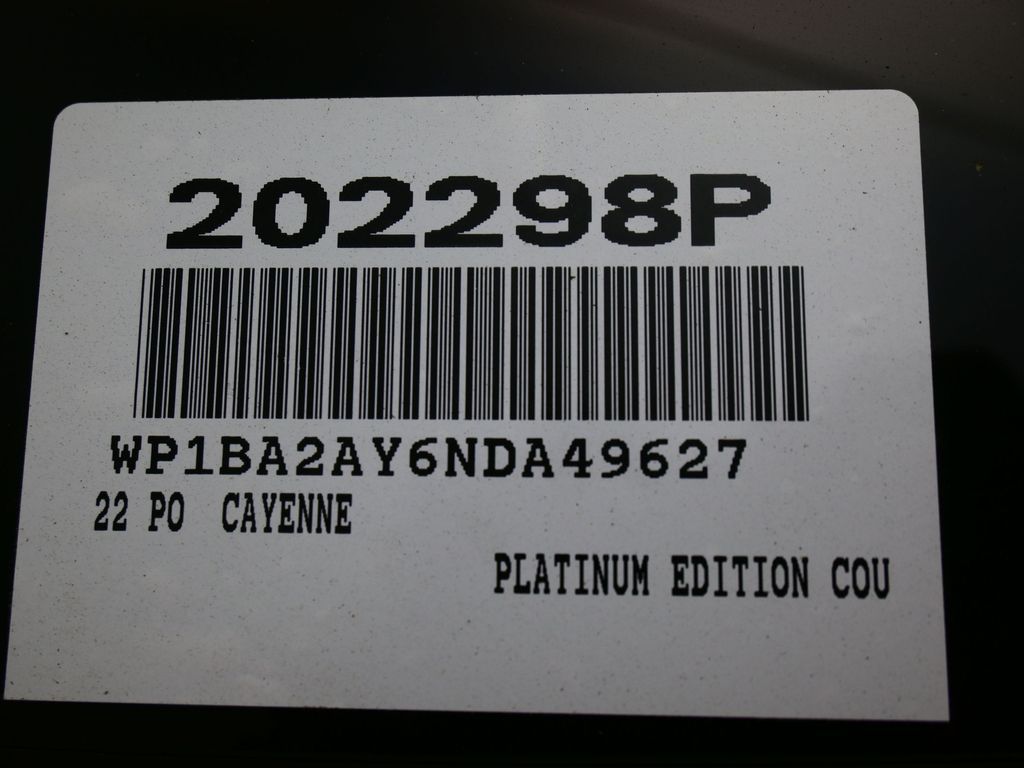 202298P
WP1BA2AY6NDA49627
22 PO CAYENNE
PLATINUM EDITION COU